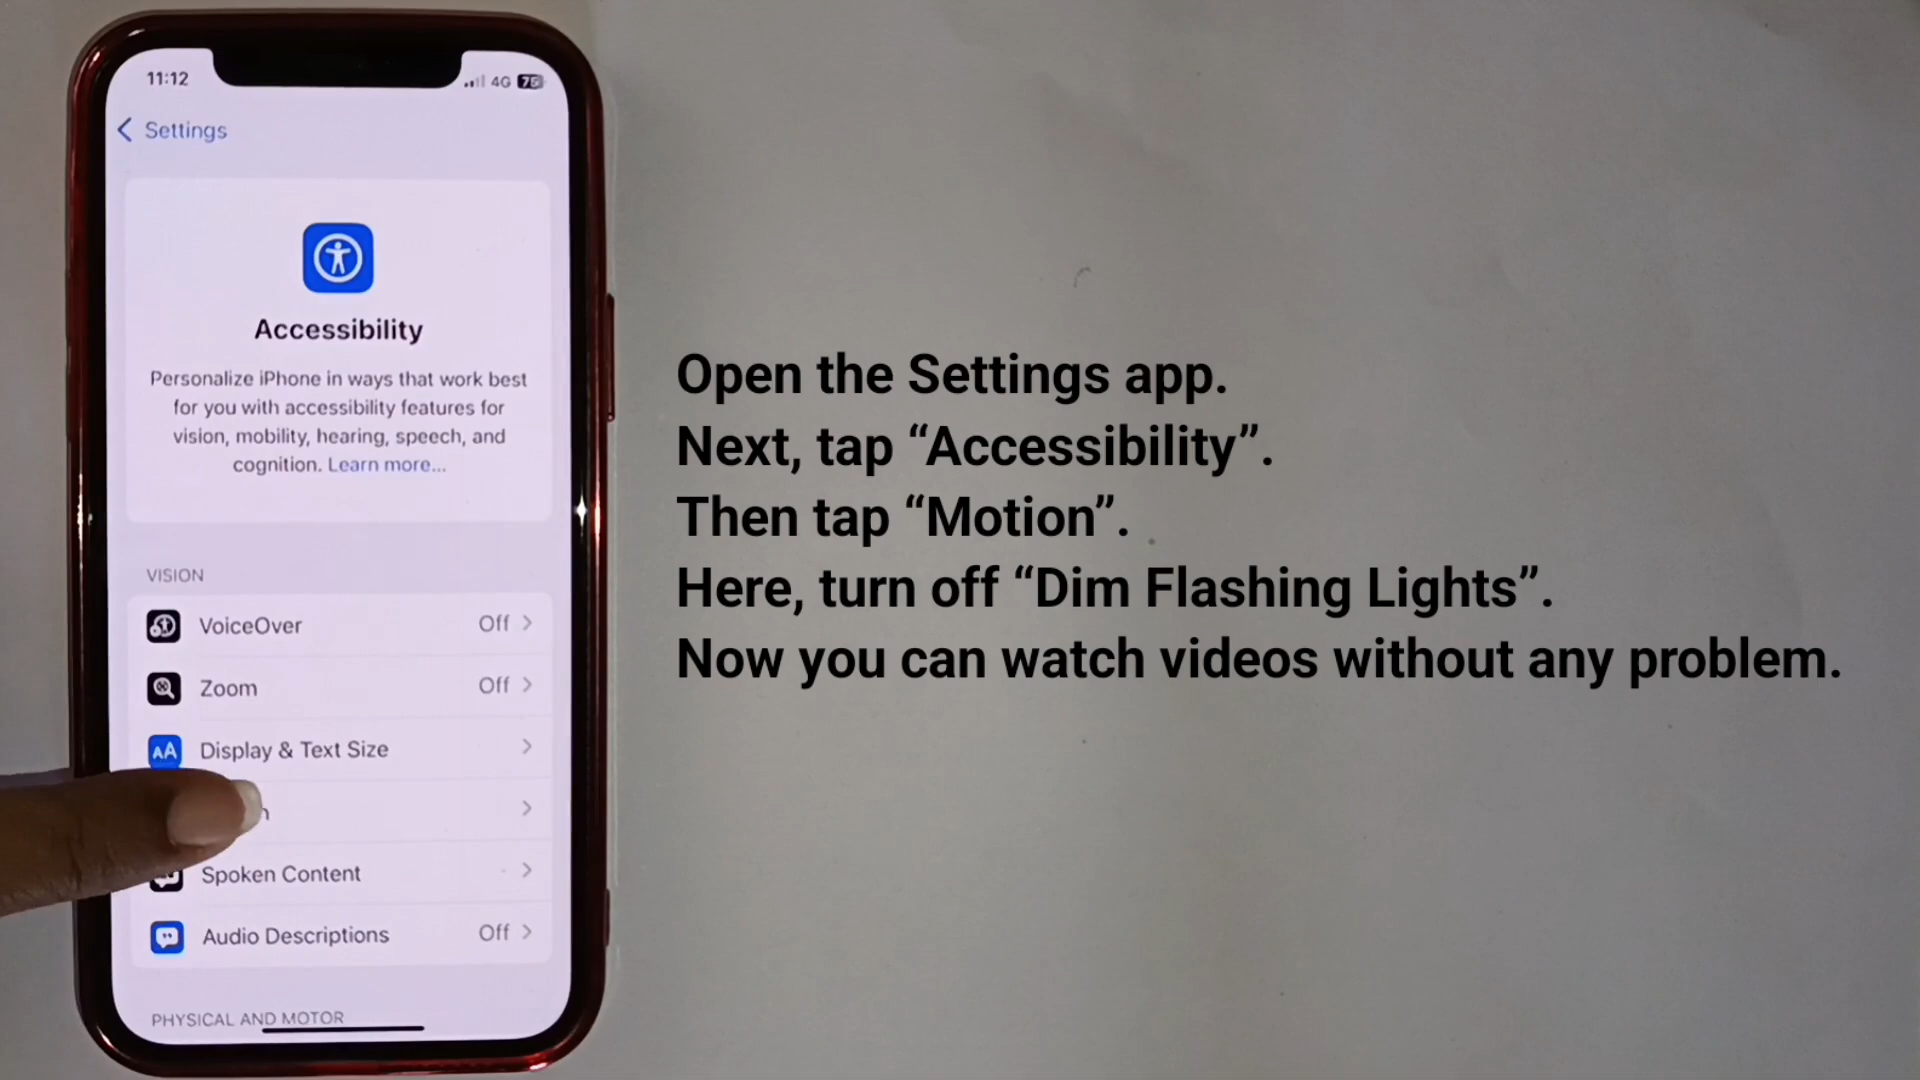 11:12
4G
Settings
Accessibility
Personalize iPhone in ways that work best
for you with accessibility features for
vision, mobility, hearing, speech, and
cognition. Learn more...
VISION
VoiceOver Off
Zoom Off
AA Display & Text Size
Spoken Content
Audio Descriptions Off
PHYSICAL AND MOTOR
Open the Settings app.
Next, tap “Accessibility”.
Then tap “Motion”.
Here, turn off “Dim Flashing Lights”.
Now you can watch videos without any problem.